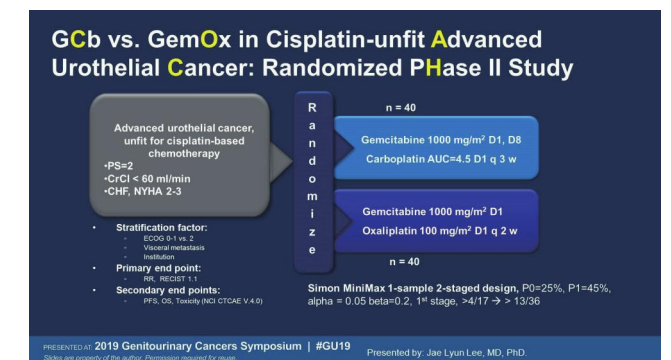 GCb vs. GemOx in Cisplatin-unfit Advanced
Urothelial Cancer: Randomized PHase II Study
Advanced urothelial cancer,
unfit for cisplatin-based
chemotherapy
•PS=2
•CrCl < 60 ml/min
•CHF, NYHA 2-3
Randomize
n = 40
Gemcitabine 1000 mg/m² D1, D8
Carboplatin AUC=4.5 D1 q 3 w
Gemcitabine 1000 mg/m² D1
Oxaliplatin 100 mg/m² D1 q 2 w
n = 40
• Stratification factor:
- ECOG 0-1 vs. 2
- Visceral metastasis
- Institution
• Primary end point:
- RR, RECIST 1.1
• Secondary end points:
- PFS, OS, Toxicity (NCI CTCAE V.4.0)
Simon MiniMax 1-sample 2-staged design, P0=25%, P1=45%,
alpha = 0.05 beta=0.2, 1st stage, >4/17 → > 13/36
PRESENTED AT: 2019 Genitourinary Cancers Symposium | #GU19
Slides are property of the author. Permission required for reuse.
Presented by: Jae Lyun Lee, MD, PhD.